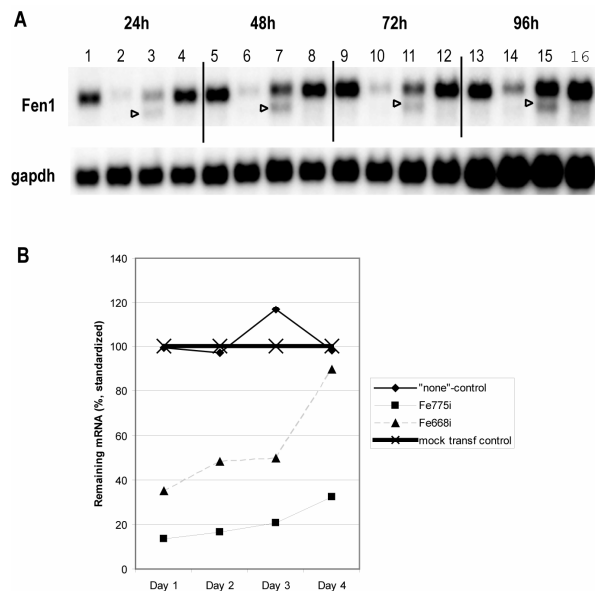 A
24h 48h 72h 96h
1 2 3 4 5 6 7 8 9 10 11 12 13 14 15 16
Fen1
gapdh
B
Remaining mRNA (%, standardized)
140
120
100
80
60
40
20
0
Day 1 Day 2 Day 3 Day 4
"none"-control
Fe775i
Fe668i
mock transf control